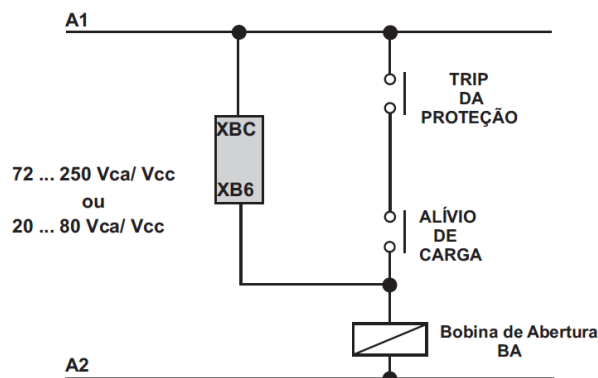 A1
TRIP
DA
PROTEÇÃO
XBC
72 ... 250 Vca/ Vcc
ou
20 ... 80 Vca/ Vcc
XB6
ALÍVIO
DE
CARGA
Bobina de Abertura
BA
A2